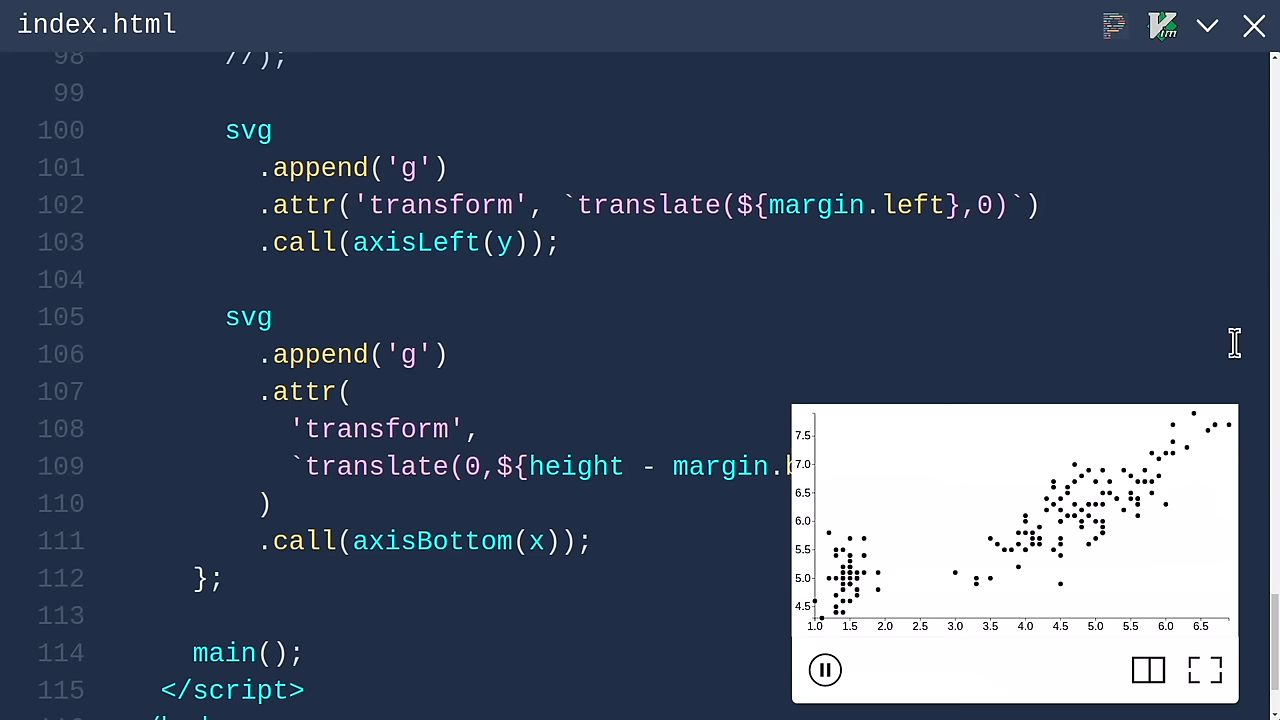 index.html
98 //);
99
100 svg
101 .append('g')
102 .attr('transform', `translate(${margin.left},0)`)
103 .call(axisLeft(y));
104
105 svg
106 .append('g')
107 .attr(
108 'transform',
109 `translate(0,${height - margin.
110 )
111 .call(axisBottom(x));
112 };
113
114 main();
115 </script>
7.5
7.0
6.5
6.0
5.5
5.0
4.5
1.0 1.5 2.0 2.5 3.0 3.5 4.0 4.5 5.0 5.5 6.0 6.5